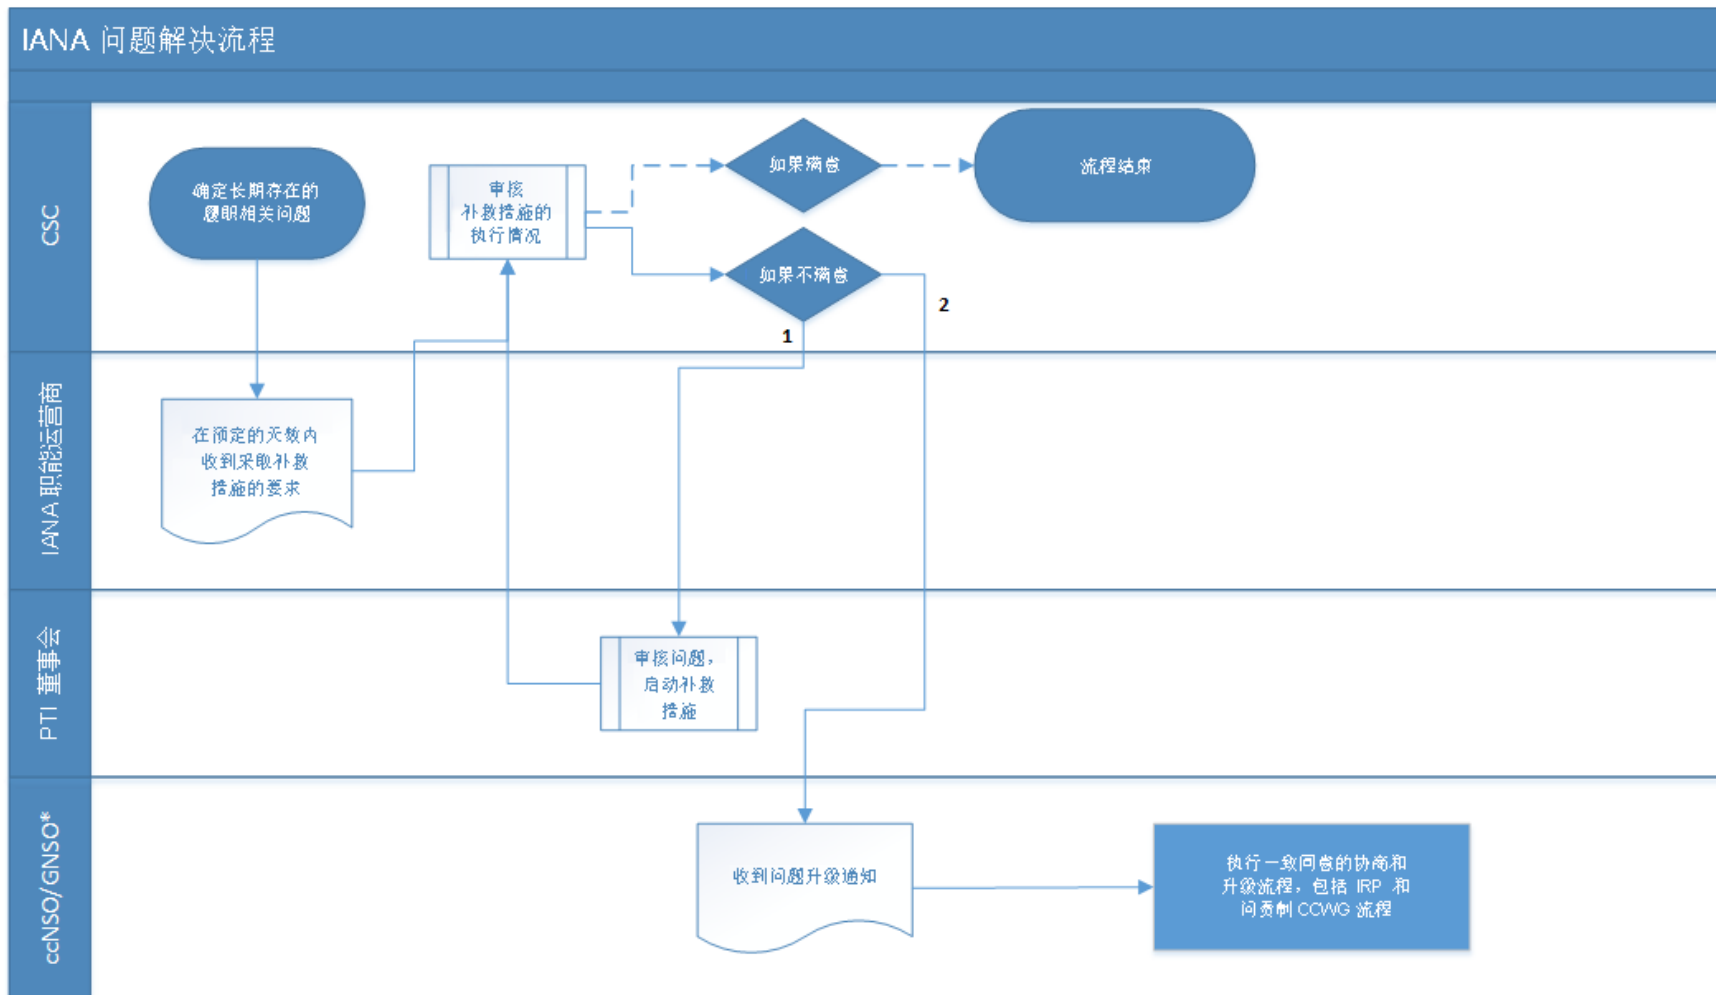 IANA 问题解决流程
CSC
确定长期存在的
履职相关问题
审核
补救措施的
执行情况
如果满意
流程结束
如果不满意
1
2
IANA 职能运营商
在预定的天数内
收到采取补救
措施的要求
PTI 董事会
审核问题，
启动补救
措施
ccNSO/GNSO*
收到问题升级通知
执行一致同意的协商和
升级流程，包括 IRP 和
问责制 CCWG 流程